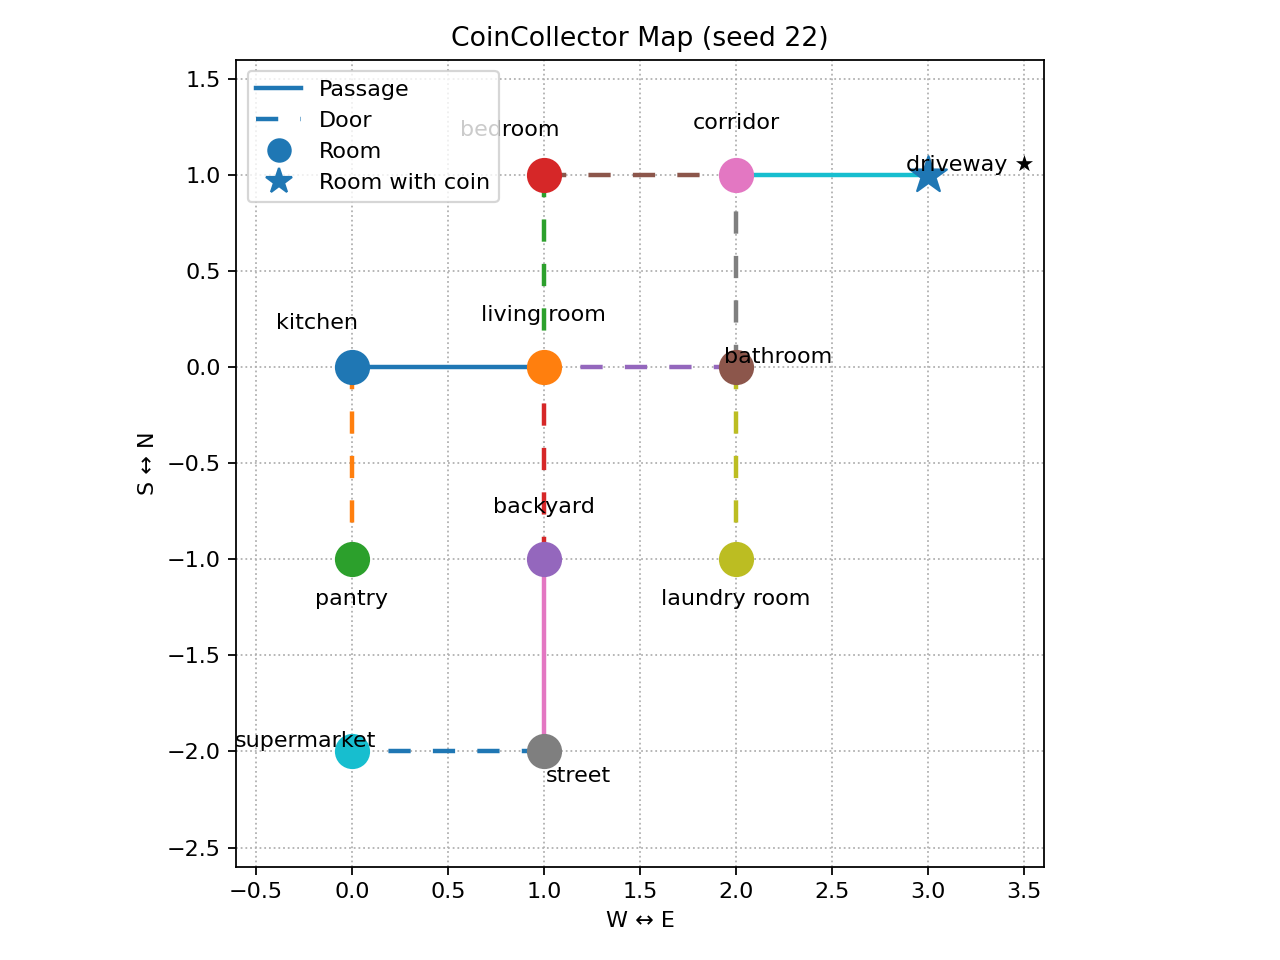 CoinCollector Map (seed 22)
Passage
Door
Room
Room with coin
bedroom
corridor
driveway ★
kitchen
living room
bathroom
backyard
pantry
laundry room
supermarket
street
1.5
1.0
0.5
0.0
−0.5
−1.0
−1.5
−2.0
−2.5
S ↔ N
−0.5
0.0
0.5
1.0
1.5
2.0
2.5
3.0
3.5
W ↔ E